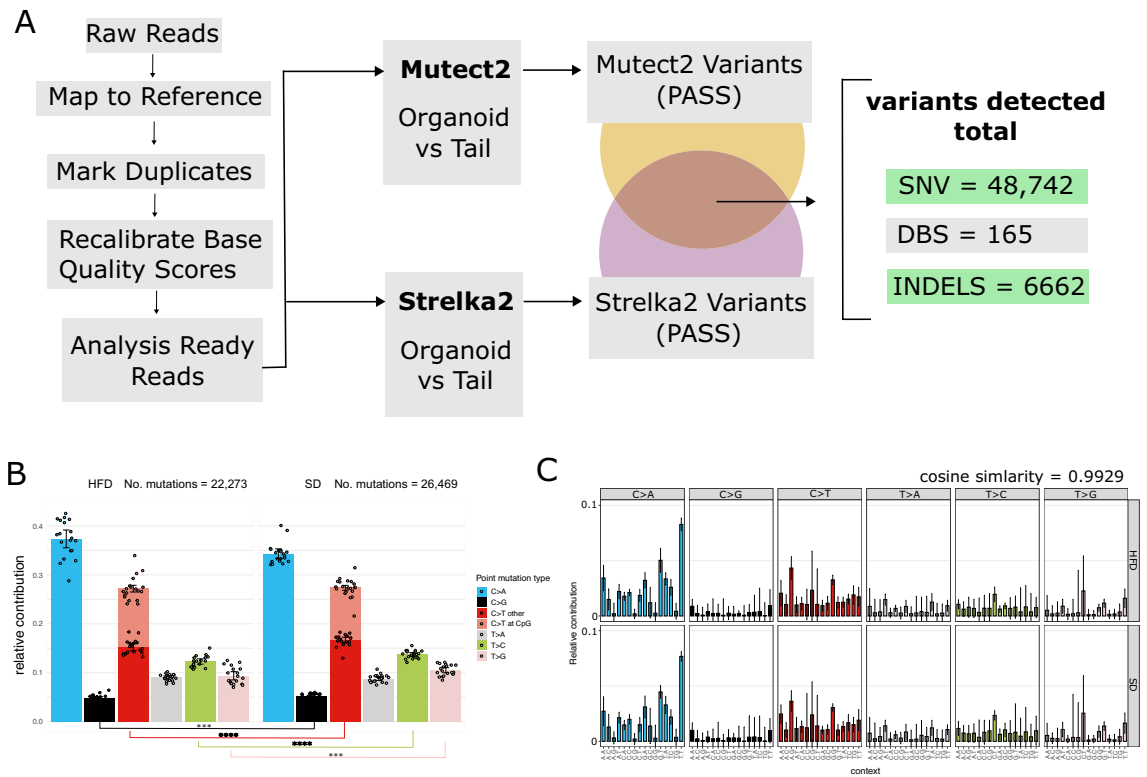 A
Raw Reads
Map to Reference
Mark Duplicates
Recalibrate Base
Quality Scores
Analysis Ready
Reads
Mutect2
Organoid
vs Tail
Strelka2
Organoid
vs Tail
Mutect2 Variants
(PASS)
Strelka2 Variants
(PASS)
variants detected
total
SNV = 48,742
DBS = 165
INDELS = 6662
B
HFD No. mutations = 22,273
SD No. mutations = 26,469
relative contribution
0.4
0.3
0.2
0.1
0.0
Point mutation type
C>A
C>G
C>T other
C>T at CpG
T>A
T>C
T>G
***
****
****
***
C
cosine simlarity = 0.9929
C>A
C>G
C>T
T>A
T>C
T>G
Relative contribution
0.1
0
HFD
0.1
0
SD
context